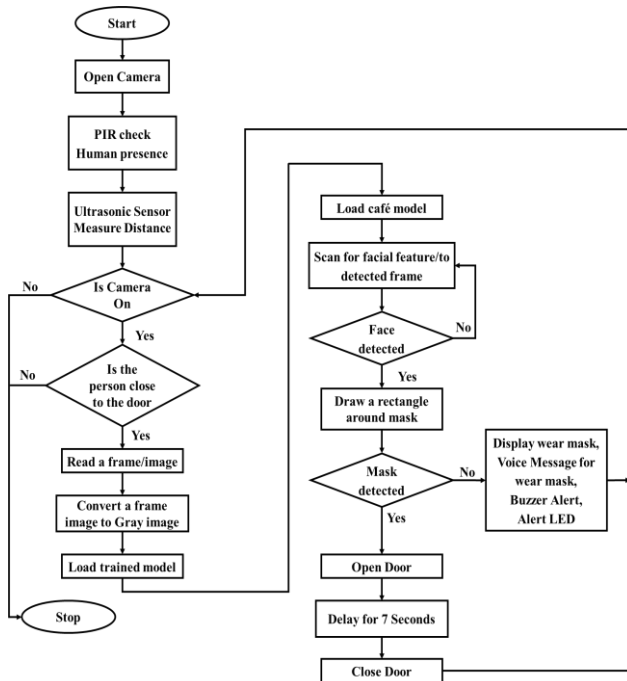 Start
Open Camera
PIR check
Human presence
Ultrasonic Sensor
Measure Distance
No
Is Camera
On
Yes
No
Is the
person close
to the door
Yes
Read a frame/image
Convert a frame
image to Gray image
Load trained model
Stop
Load café model
Scan for facial feature/to
detected frame
Face
detected
No
Yes
Draw a rectangle
around mask
Mask
detected
No
Display wear mask,
Voice Message for
wear mask,
Buzzer Alert,
Alert LED
Yes
Open Door
Delay for 7 Seconds
Close Door